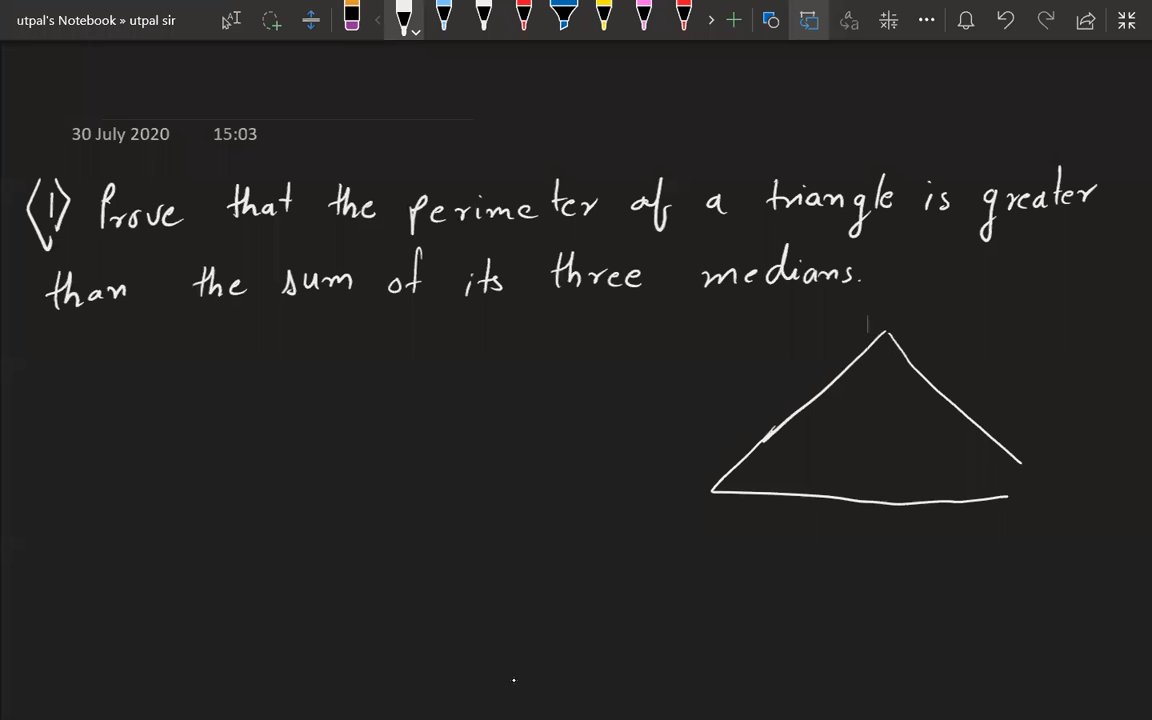 utpal's Notebook » utpal sir
30 July 2020 15:03
<1> Prove that the perimeter of a triangle is greater
than the sum of its three medians.